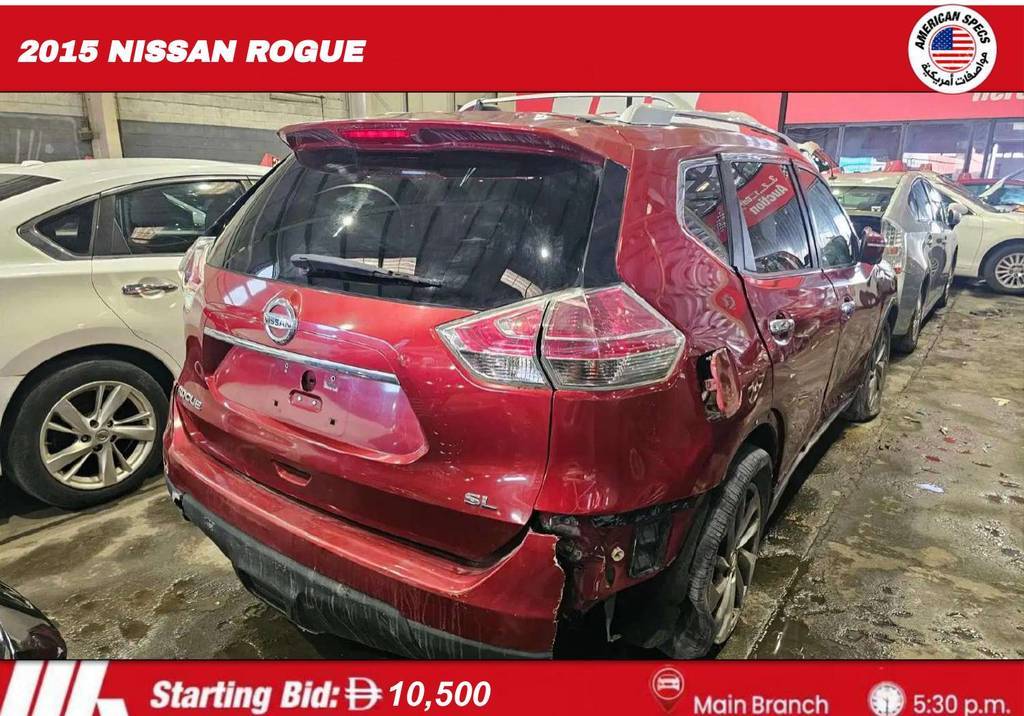 2015 NISSAN ROGUE
AMERICAN SPECS
مواصفات أمريكية
Auction
NISSAN
ROGUE
SL
Starting Bid: 10,500
Main Branch
5:30 p.m.